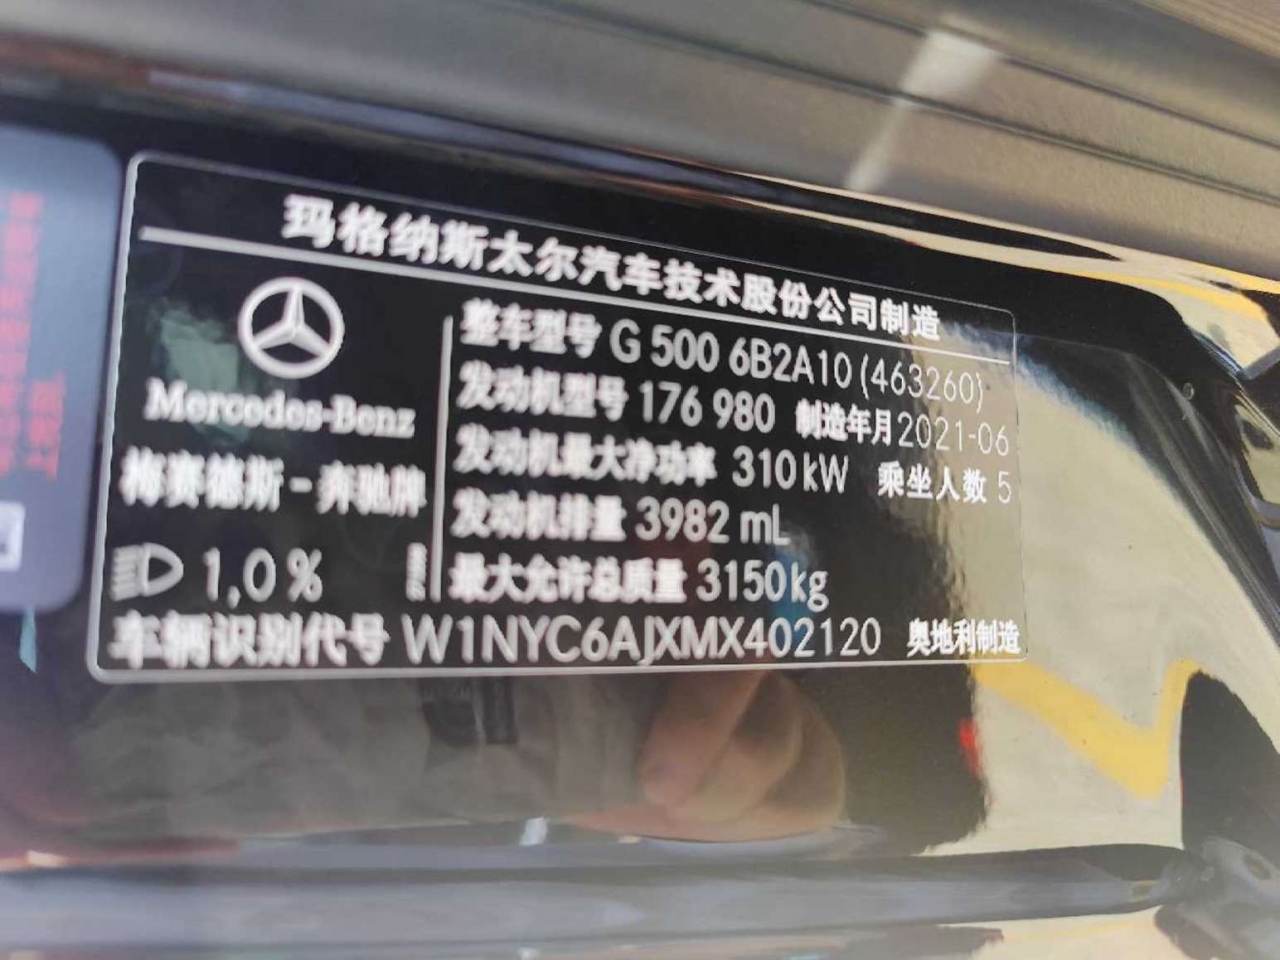 玛格纳斯太尔汽车技术股份公司制造
Mercedes-Benz
梅赛德斯-奔驰牌
1,0%
整车型号 G 500 6B2A10 (463260)
发动机型号 176 980 制造年月 2021-06
发动机最大净功率 310 kW 乘坐人数 5
发动机排量 3982 mL
最大允许总质量 3150kg
车辆识别代号 W1NYC6AJXMX402120 奥地利制造